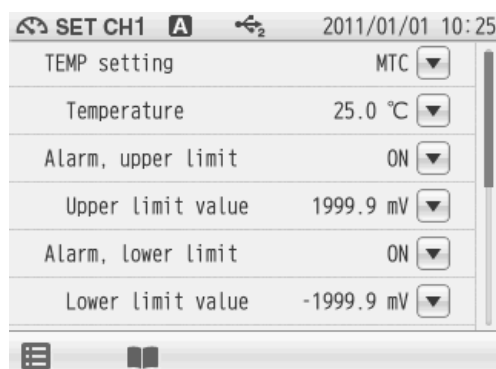 SET CH1 A 2 2011/01/01 10:25
TEMP setting MTC
Temperature 25.0 ℃
Alarm, upper limit ON
Upper limit value 1999.9 mV
Alarm, lower limit ON
Lower limit value -1999.9 mV